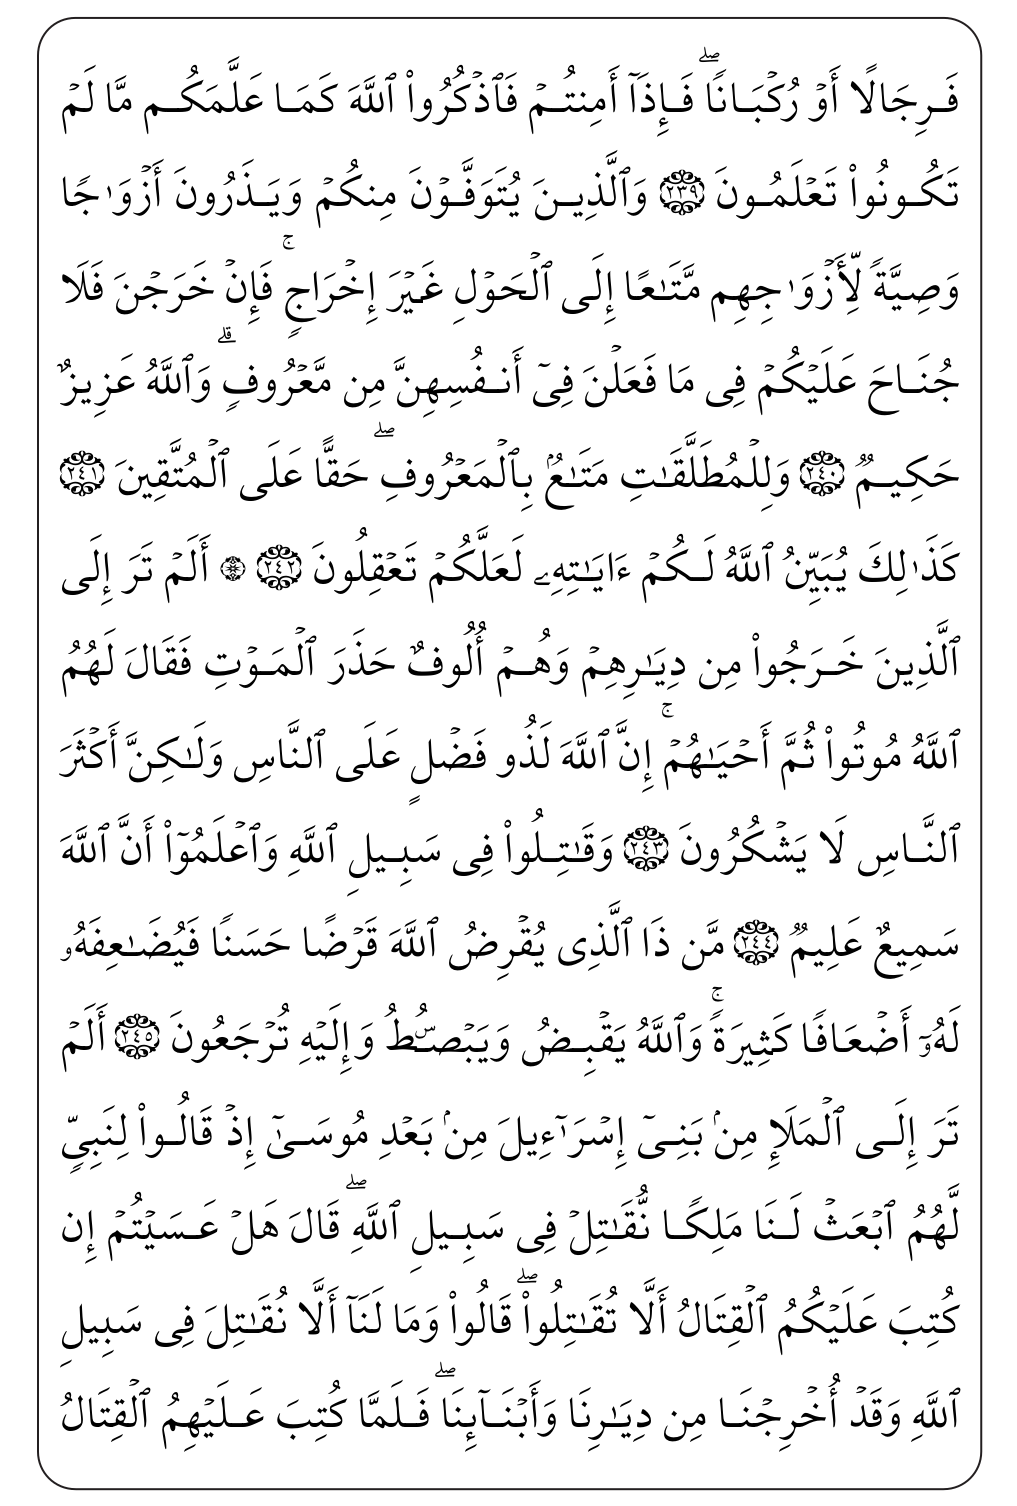 فَرِجَالًا أَوۡ رُكۡبَانٗاۖ فَإِذَآ أَمِنتُمۡ فَٱذۡكُرُواْ ٱللَّهَ كَمَا عَلَّمَكُم مَّا لَمۡ
تَكُونُواْ تَعۡلَمُونَ ٢٣٩ وَٱلَّذِينَ يُتَوَفَّوۡنَ مِنكُمۡ وَيَذَرُونَ أَزۡوَٰجٗا
وَصِيَّةٗ لِّأَزۡوَٰجِهِم مَّتَٰعًا إِلَى ٱلۡحَوۡلِ غَيۡرَ إِخۡرَاجٖۚ فَإِنۡ خَرَجۡنَ فَلَا
جُنَاحَ عَلَيۡكُمۡ فِي مَا فَعَلۡنَ فِيٓ أَنفُسِهِنَّ مِن مَّعۡرُوفٖۗ وَٱللَّهُ عَزِيزٌ
حَكِيمٞ ٢٤٠ وَلِلۡمُطَلَّقَٰتِ مَتَٰعُۢ بِٱلۡمَعۡرُوفِۖ حَقًّا عَلَى ٱلۡمُتَّقِينَ ٢٤١
كَذَٰلِكَ يُبَيِّنُ ٱللَّهُ لَكُمۡ ءَايَٰتِهِۦ لَعَلَّكُمۡ تَعۡقِلُونَ ٢٤٢ ۞ أَلَمۡ تَرَ إِلَى
ٱلَّذِينَ خَرَجُواْ مِن دِيَٰرِهِمۡ وَهُمۡ أُلُوفٌ حَذَرَ ٱلۡمَوۡتِ فَقَالَ لَهُمُ
ٱللَّهُ مُوتُواْ ثُمَّ أَحۡيَٰهُمۡۚ إِنَّ ٱللَّهَ لَذُو فَضۡلٍ عَلَى ٱلنَّاسِ وَلَٰكِنَّ أَكۡثَرَ
ٱلنَّاسِ لَا يَشۡكُرُونَ ٢٤٣ وَقَٰتِلُواْ فِي سَبِيلِ ٱللَّهِ وَٱعۡلَمُوٓاْ أَنَّ ٱللَّهَ
سَمِيعٌ عَلِيمٞ ٢٤٤ مَّن ذَا ٱلَّذِي يُقۡرِضُ ٱللَّهَ قَرۡضًا حَسَنٗا فَيُضَٰعِفَهُۥ
لَهُۥٓ أَضۡعَافٗا كَثِيرَةٗۚ وَٱللَّهُ يَقۡبِضُ وَيَبۡصُۜطُ وَإِلَيۡهِ تُرۡجَعُونَ ٢٤٥ أَلَمۡ
تَرَ إِلَى ٱلۡمَلَإِ مِنۢ بَنِيٓ إِسۡرَٰٓءِيلَ مِنۢ بَعۡدِ مُوسَىٰٓ إِذۡ قَالُواْ لِنَبِيّٖ
لَّهُمُ ٱبۡعَثۡ لَنَا مَلِكٗا نُّقَٰتِلۡ فِي سَبِيلِ ٱللَّهِۖ قَالَ هَلۡ عَسَيۡتُمۡ إِن
كُتِبَ عَلَيۡكُمُ ٱلۡقِتَالُ أَلَّا تُقَٰتِلُواْۖ قَالُواْ وَمَا لَنَآ أَلَّا نُقَٰتِلَ فِي سَبِيلِ
ٱللَّهِ وَقَدۡ أُخۡرِجۡنَا مِن دِيَٰرِنَا وَأَبۡنَآئِنَاۖ فَلَمَّا كُتِبَ عَلَيۡهِمُ ٱلۡقِتَالُ